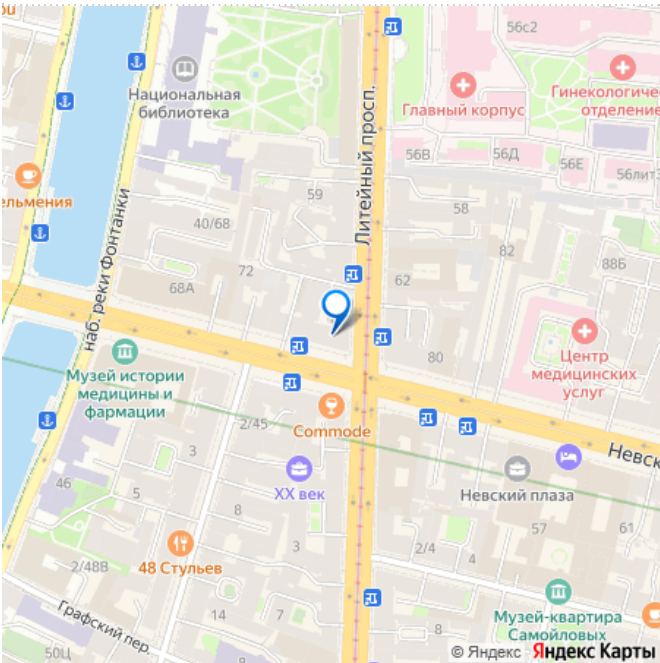 би
56с2
Национальная
библиотека
Литейный просп.
Главный корпус
Гинекологичес
отделение
56В
56Д
56Е
56лит
ельмения
59
58
40/68
наб. реки Фонтанки
72
82
62
68А
88Б
Музей истории
медицины и
фармации
80
Центр
медицинских
услуг
Commode
2/45
Невск
3
XX век
Невский плаза
46
8
57
61
3
48 Стульев
2/4
4
2/48В
Графский пер.
14
7
Музей-квартира
Самойловых
50Ц
8
© Яндекс Яндекс Карты